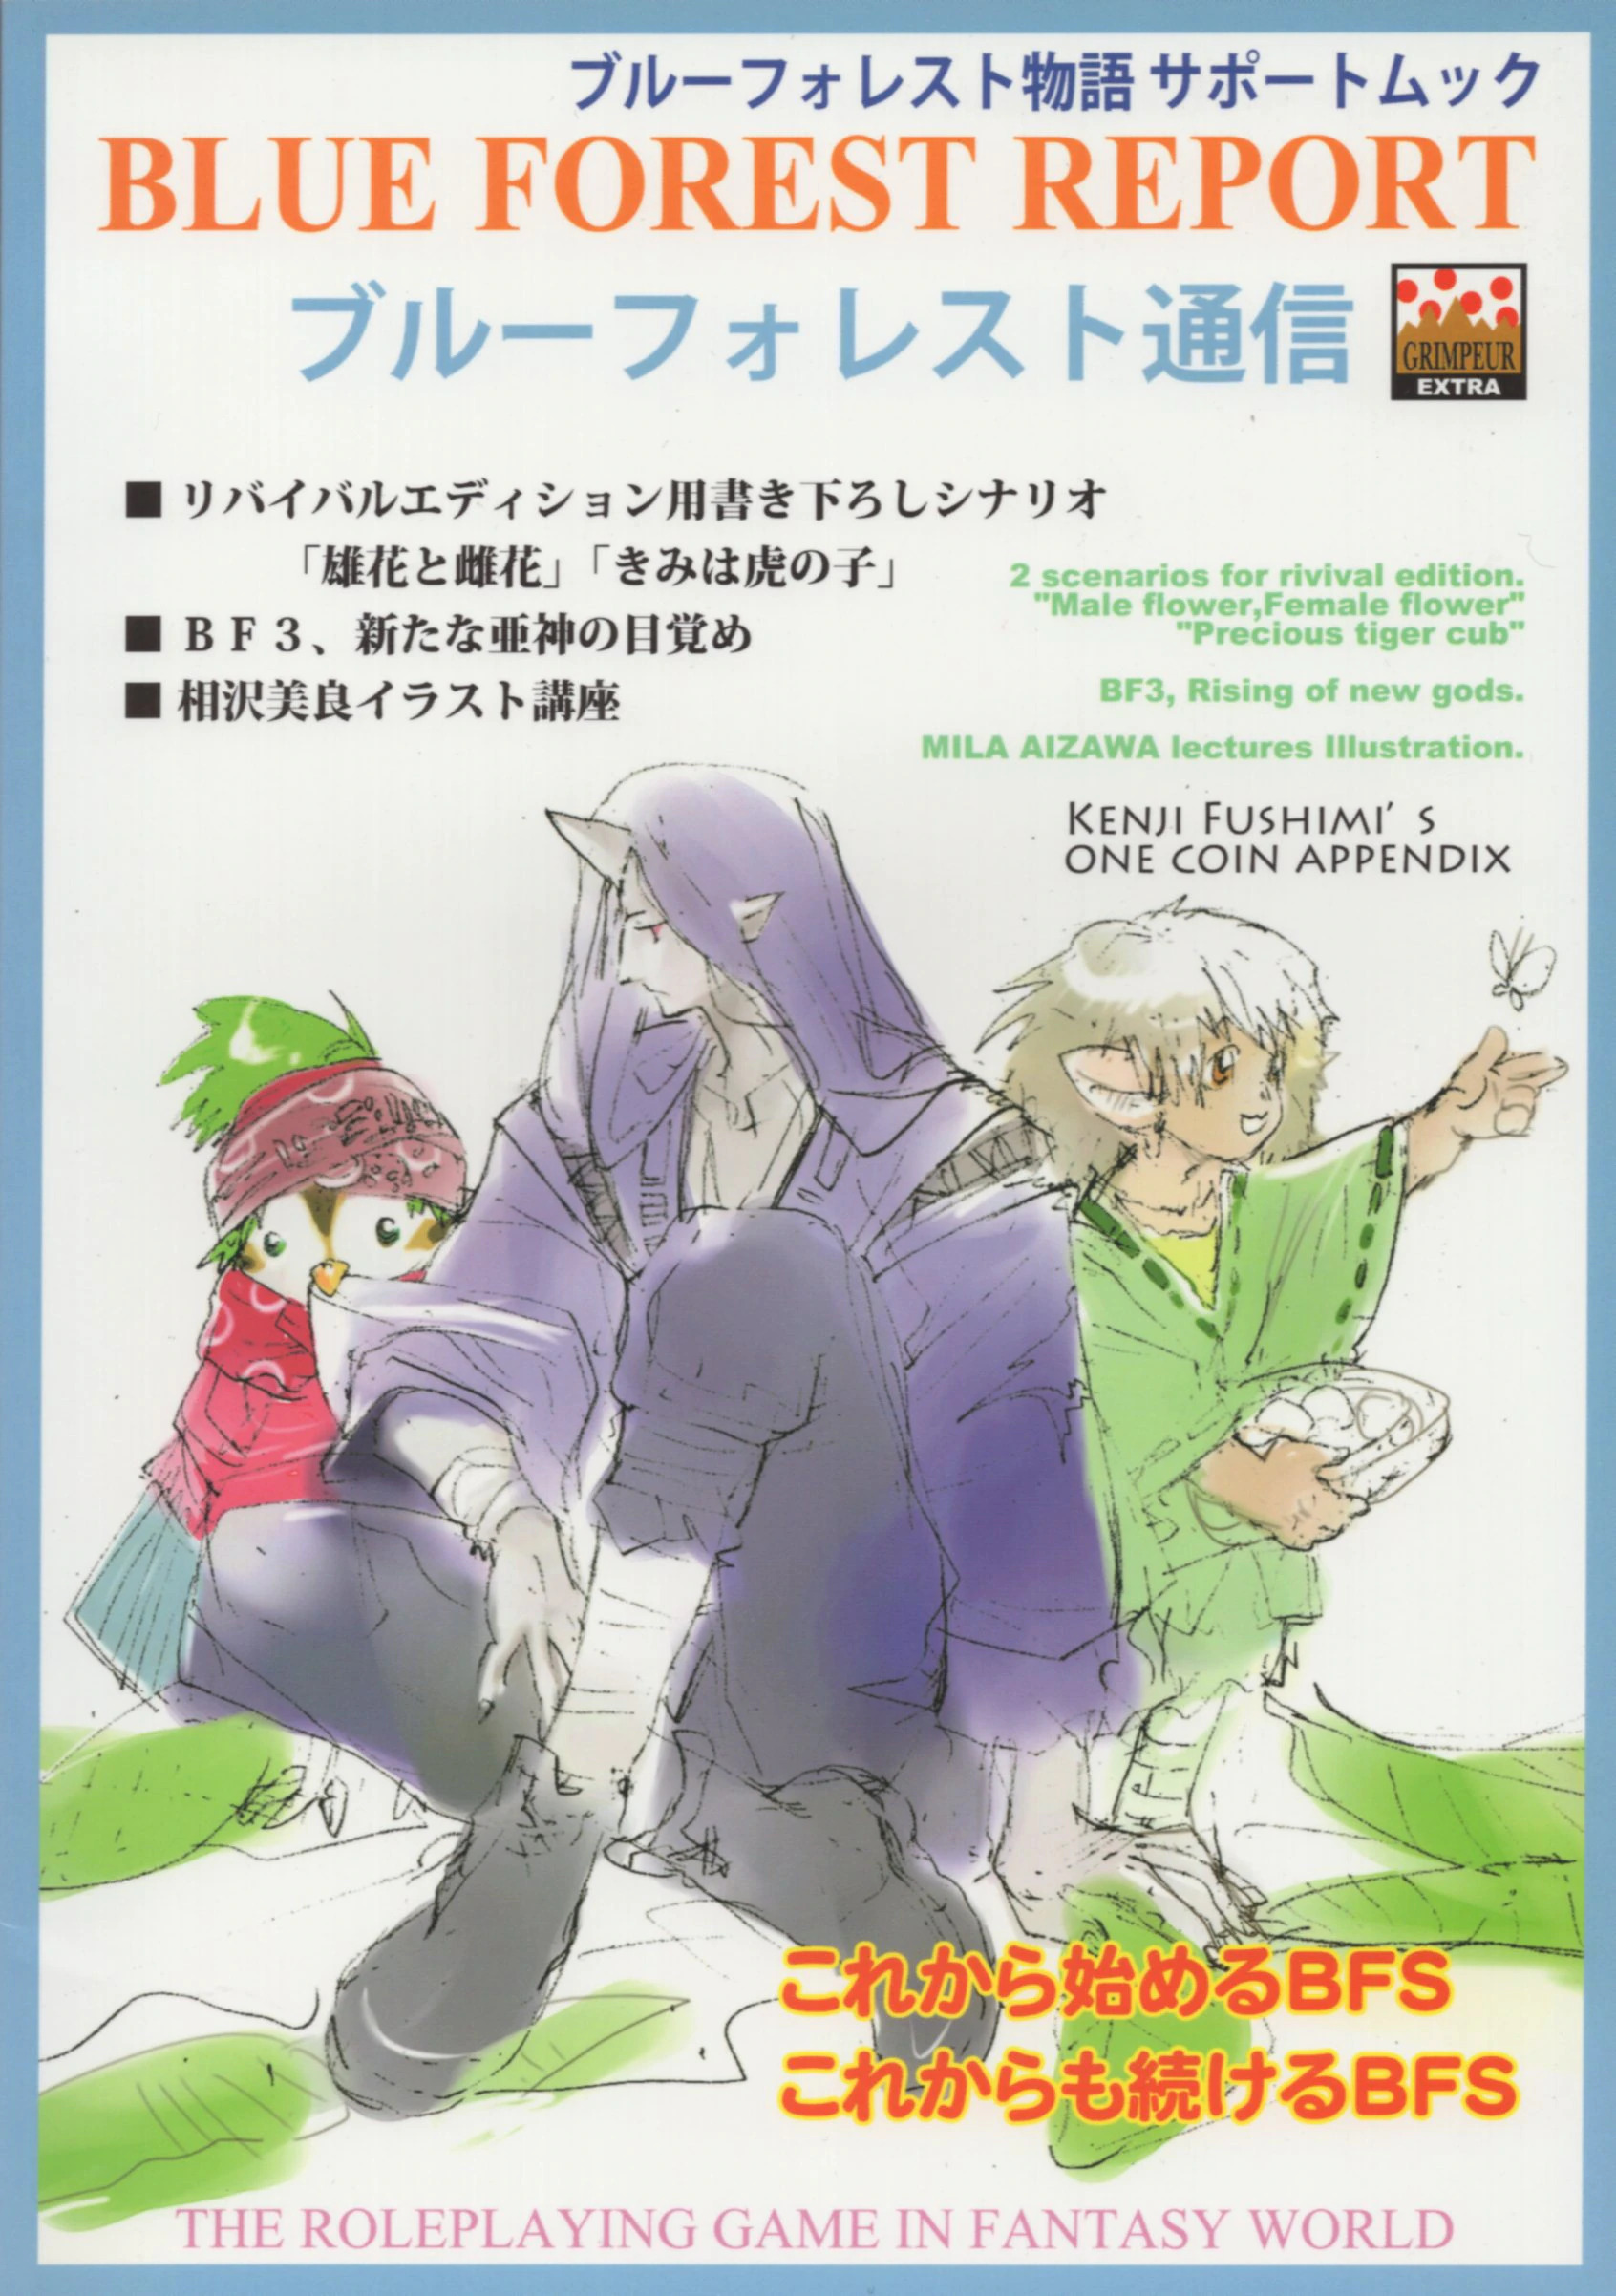 ブルーフォレスト物語 サポートムック
BLUE FOREST REPORT
ブルーフォレスト通信
GRIMPEUR
EXTRA
■ リバイバルエディション用書き下ろしシナリオ
「雄花と雌花」「きみは虎の子」
■ ＢＦ３、新たな亜神の目覚め
■ 相沢美良イラスト講座
2 scenarios for rivival edition.
"Male flower,Female flower"
"Precious tiger cub"
BF3, Rising of new gods.
MILA AIZAWA lectures Illustration.
KENJI FUSHIMI' S
ONE COIN APPENDIX
これから始めるBFS
これからも続けるBFS
THE ROLEPLAYING GAME IN FANTASY WORLD